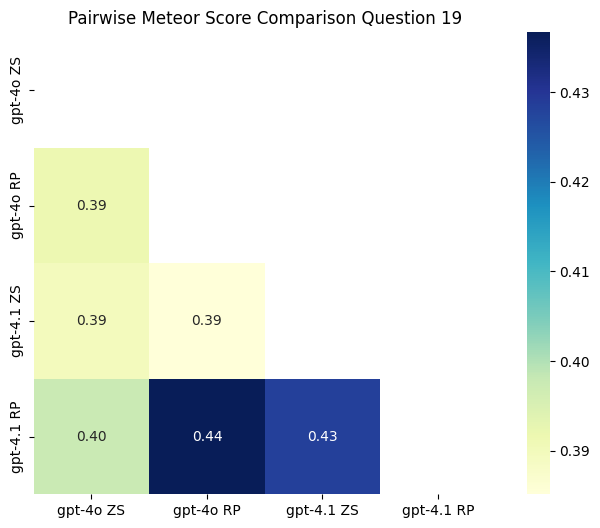 Pairwise Meteor Score Comparison Question 19
gpt-4o ZS
gpt-4o RP
gpt-4.1 ZS
gpt-4.1 RP
0.39
0.39 0.39
0.40 0.44 0.43
gpt-4o ZS gpt-4o RP gpt-4.1 ZS gpt-4.1 RP
0.43
0.42
0.41
0.40
0.39